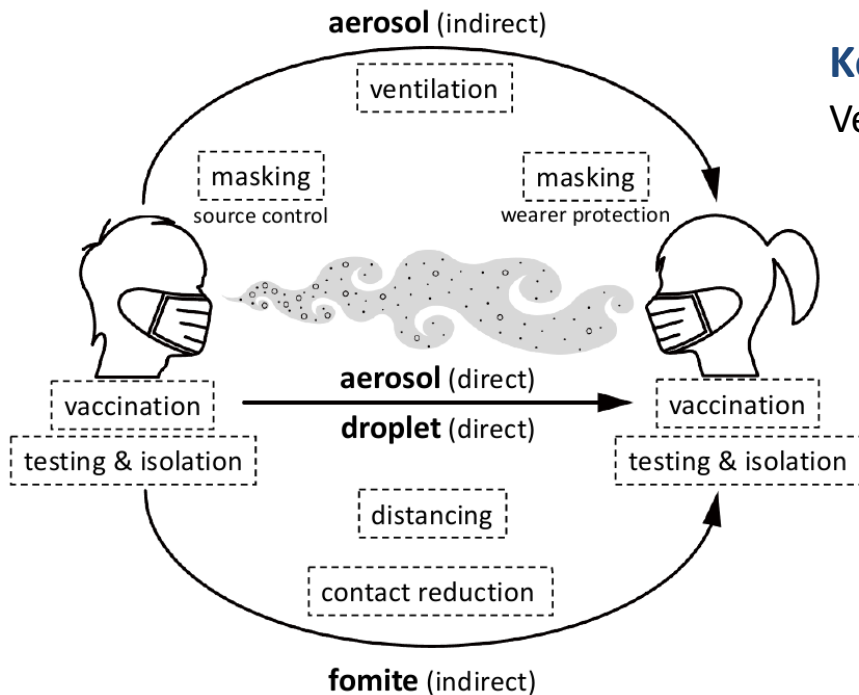 aerosol (indirect)
ventilation
masking
source control
masking
wearer protection
aerosol (direct)
droplet (direct)
vaccination
testing & isolation
vaccination
testing & isolation
distancing
contact reduction
fomite (indirect)